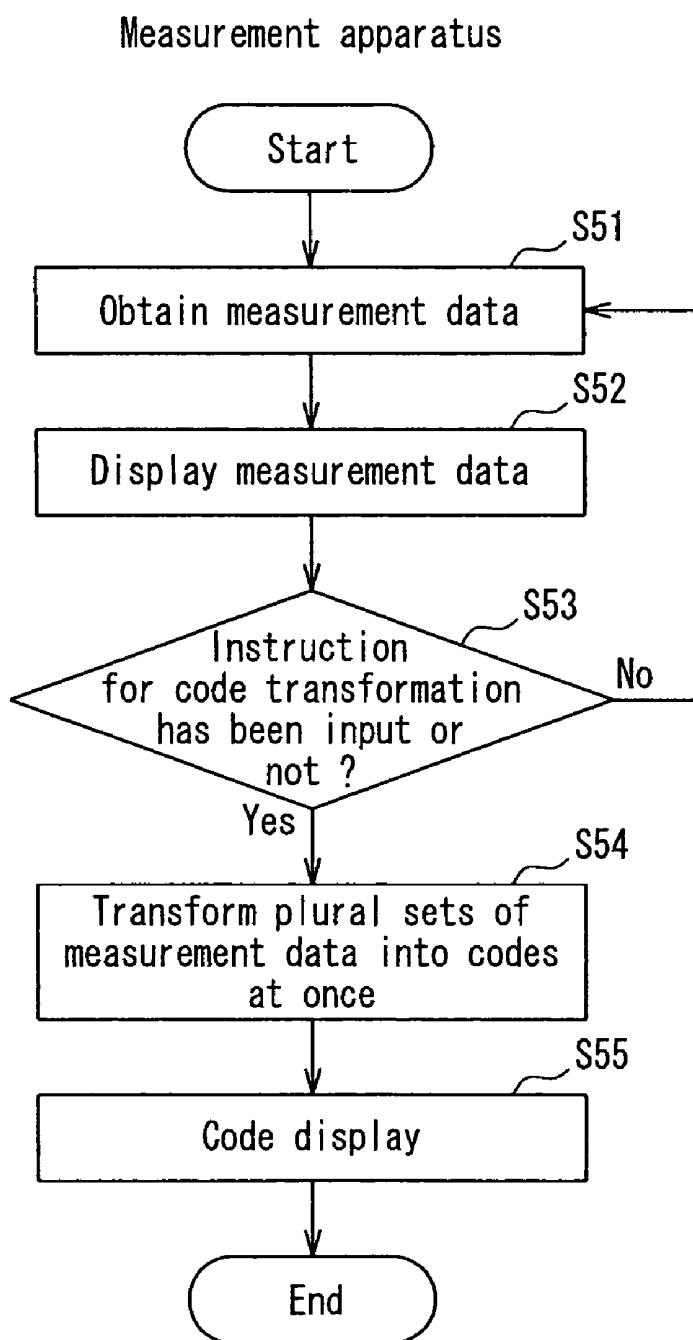 Measurement apparatus
Start
S51
Obtain measurement data
S52
Display measurement data
S53
Instruction
for code transformation
has been input or
not ?
No
Yes
S54
Transform plural sets of
measurement data into codes
at once
S55
Code display
End